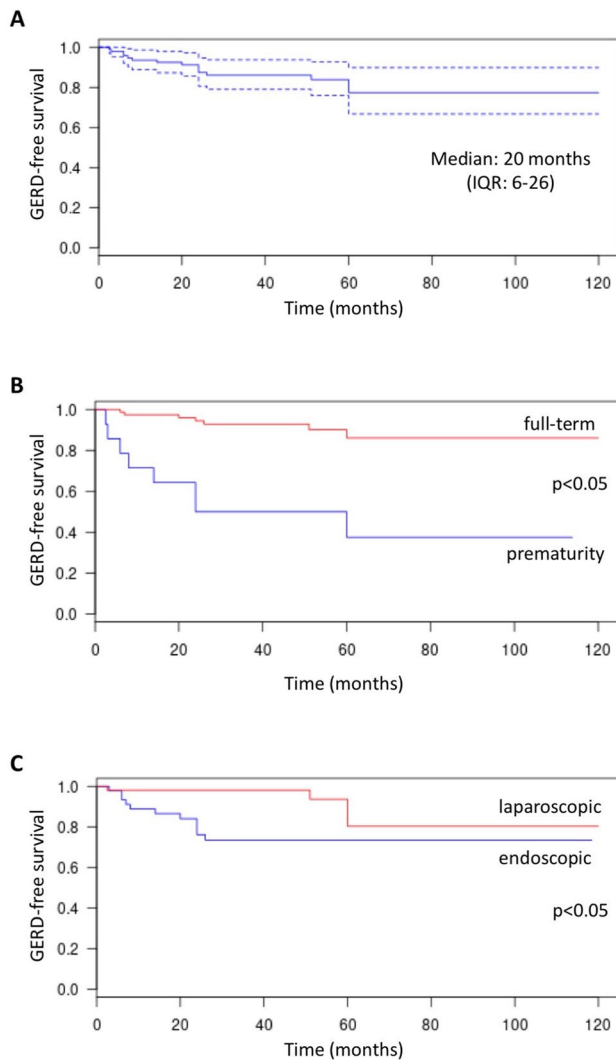 A
GERD-free survival
1.0
0.8
0.6
0.4
0.2
0.0
Median: 20 months
(IQR: 6-26)
0 20 40 60 80 100 120
Time (months)
B
GERD-free survival
1.0
0.8
0.6
0.4
0.2
0.0
full-term
p<0.05
prematurity
0 20 40 60 80 100 120
Time (months)
C
GERD-free survival
1.0
0.8
0.6
0.4
0.2
0.0
laparoscopic
endoscopic
p<0.05
0 20 40 60 80 100 120
Time (months)